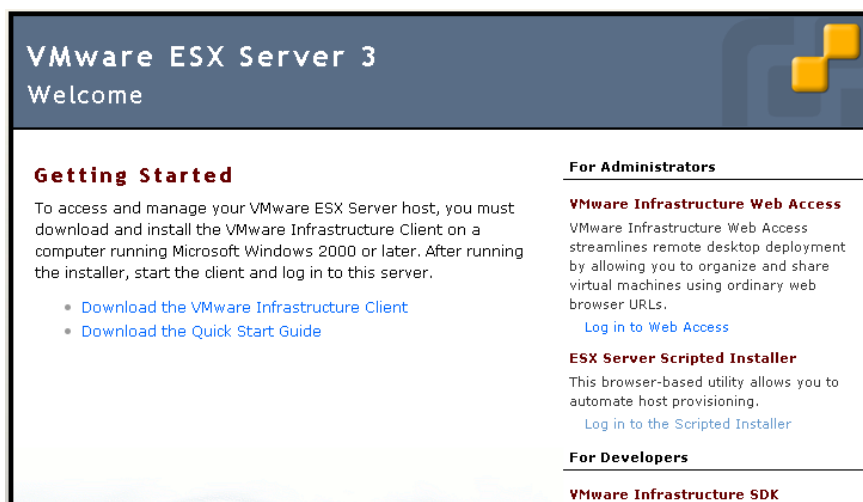 VMware ESX Server 3
Welcome
Getting Started
To access and manage your VMware ESX Server host, you must
download and install the VMware Infrastructure Client on a
computer running Microsoft Windows 2000 or later. After running
the installer, start the client and log in to this server.
Download the VMware Infrastructure Client
Download the Quick Start Guide
For Administrators
VMware Infrastructure Web Access
VMware Infrastructure Web Access
streamlines remote desktop deployment
by allowing you to organize and share
virtual machines using ordinary web
browser URLs.
Log in to Web Access
ESX Server Scripted Installer
This browser-based utility allows you to
automate host provisioning.
Log in to the Scripted Installer
For Developers
VMware Infrastructure SDK